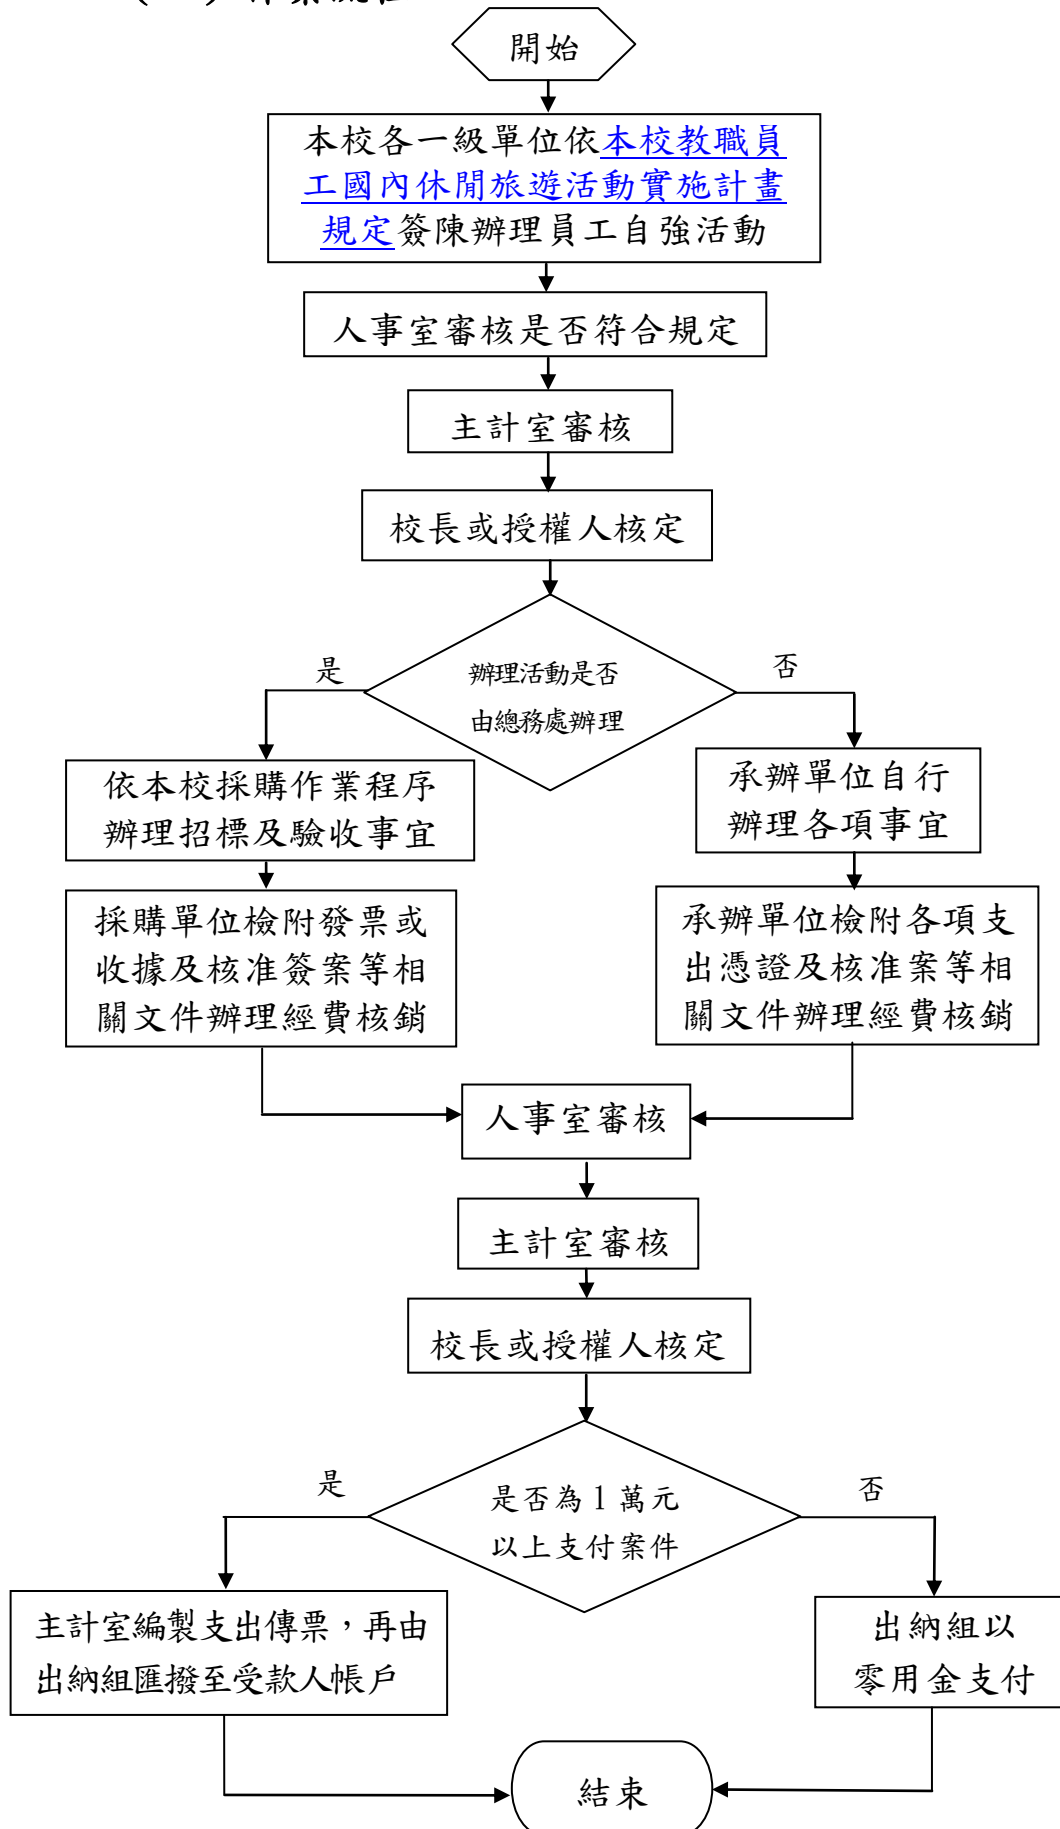 開始
本校各一級單位依本校教職員
工國內休閒旅遊活動實施計畫
規定簽陳辦理員工自強活動
人事室審核是否符合規定
主計室審核
校長或授權人核定
辦理活動是否
由總務處辦理
是
否
依本校採購作業程序
辦理招標及驗收事宜
承辦單位自行
辦理各項事宜
採購單位檢附發票或
收據及核准簽案等相
關文件辦理經費核銷
承辦單位檢附各項支
出憑證及核准案等相
關文件辦理經費核銷
人事室審核
主計室審核
校長或授權人核定
是否為1萬元
以上支付案件
是
否
主計室編製支出傳票，再由
出納組匯撥至受款人帳戶
出納組以
零用金支付
結束